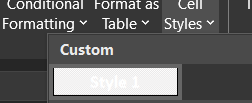 Conditional Format as Cell
Formatting Table Styles
Custom
Style 1